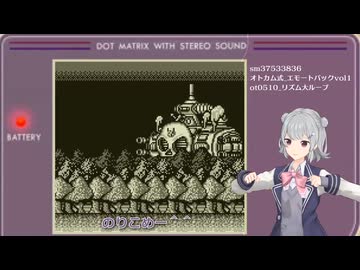 DOT MATRIX WITH STEREO SOUND
sm37533836
オトカム式_エモートパックvol1
ot0510_リズム大ループ
BATTERY
のりこめー^^